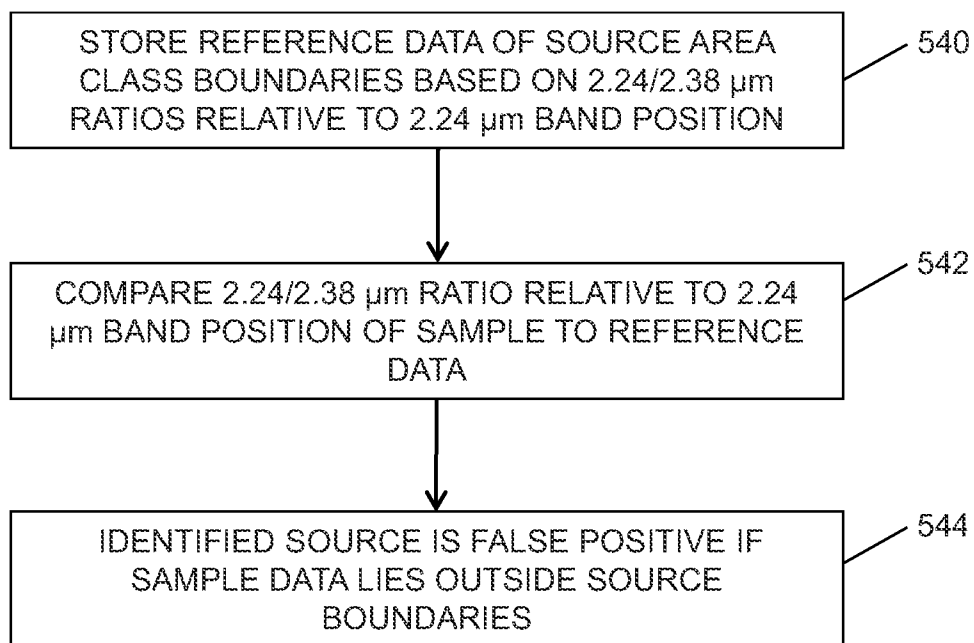 STORE REFERENCE DATA OF SOURCE AREA
CLASS BOUNDARIES BASED ON 2.24/2.38 µm
RATIOS RELATIVE TO 2.24 µm BAND POSITION
540
COMPARE 2.24/2.38 µm RATIO RELATIVE TO 2.24
µm BAND POSITION OF SAMPLE TO REFERENCE
DATA
542
IDENTIFIED SOURCE IS FALSE POSITIVE IF
SAMPLE DATA LIES OUTSIDE SOURCE
BOUNDARIES
544